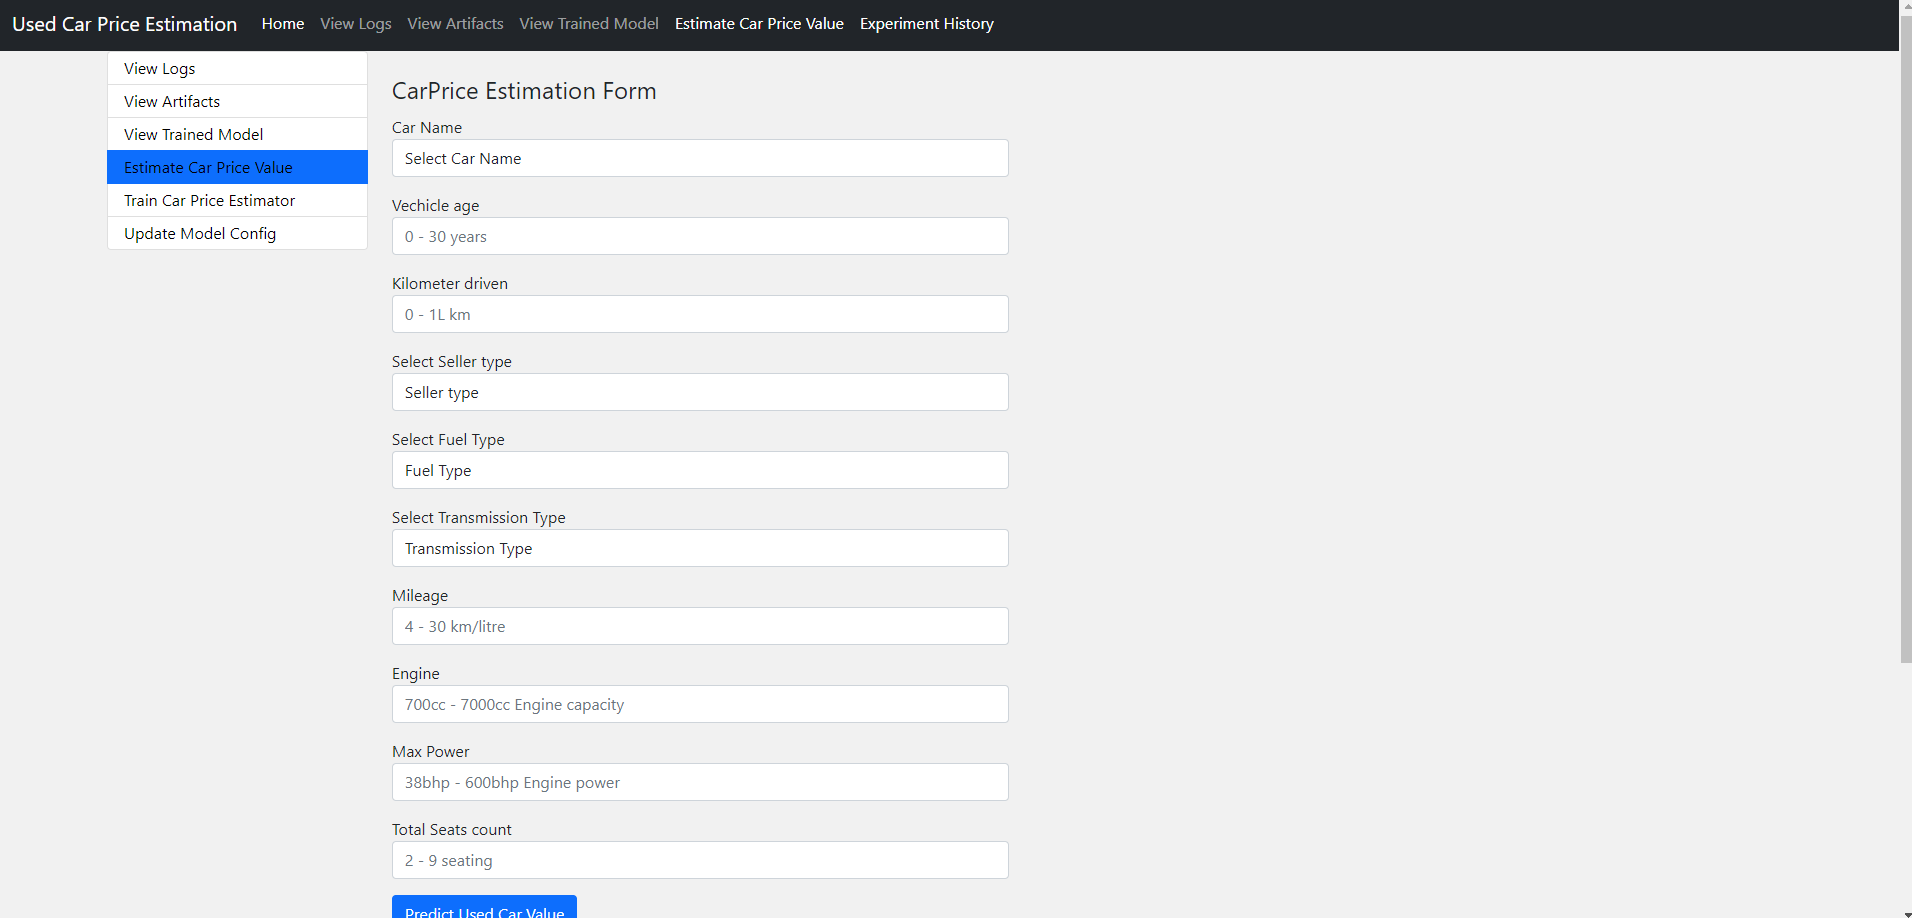 Used Car Price Estimation Home View Logs View Artifacts View Trained Model Estimate Car Price Value Experiment History
View Logs
View Artifacts
View Trained Model
Estimate Car Price Value
Train Car Price Estimator
Update Model Config
CarPrice Estimation Form
Car Name
Select Car Name
Vechicle age
0 - 30 years
Kilometer driven
0 - 1L km
Select Seller type
Seller type
Select Fuel Type
Fuel Type
Select Transmission Type
Transmission Type
Mileage
4 - 30 km/litre
Engine
700cc - 7000cc Engine capacity
Max Power
38bhp - 600bhp Engine power
Total Seats count
2 - 9 seating
Predict Used Car Value